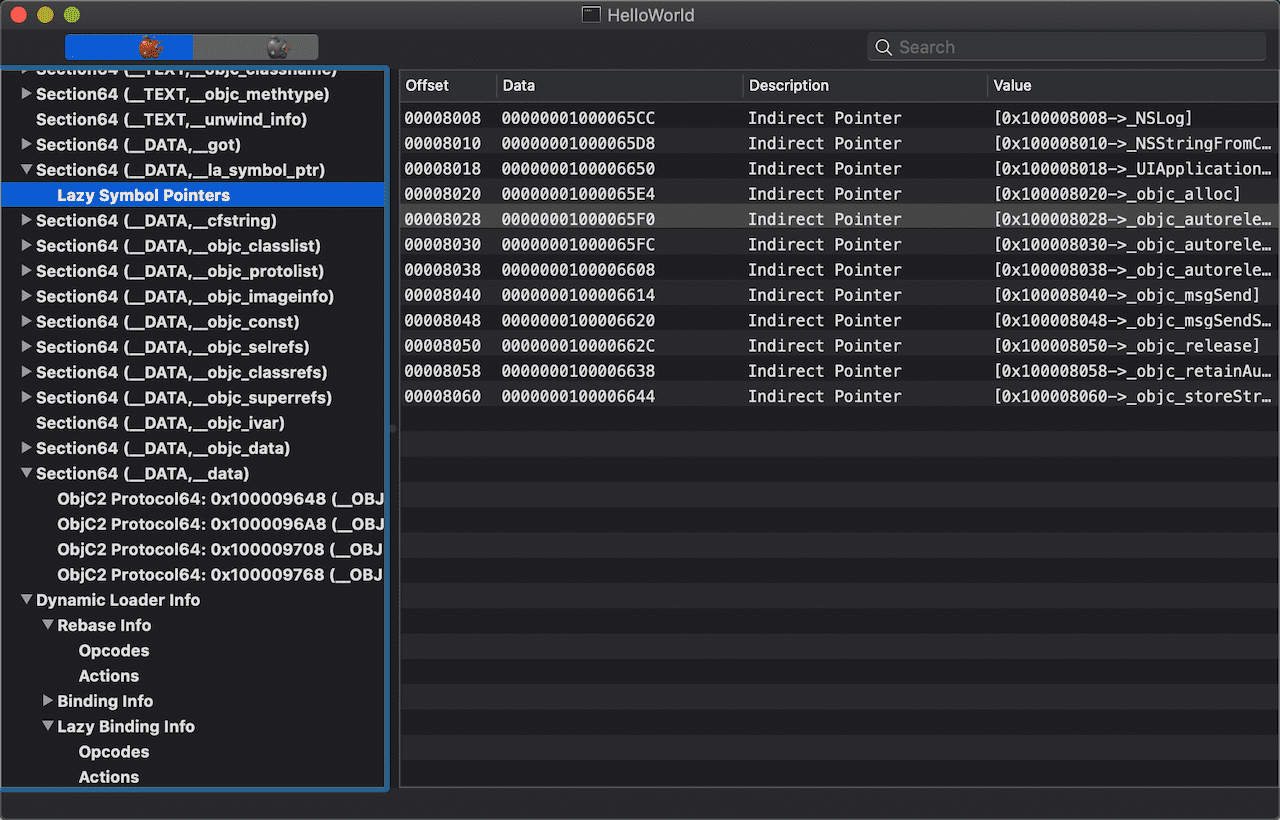 HelloWorld
Search
Section64 (__TEXT,__objc_classname)
Section64 (__TEXT,__objc_methtype)
Section64 (__TEXT,__unwind_info)
Section64 (__DATA,__got)
Section64 (__DATA,__la_symbol_ptr)
Lazy Symbol Pointers
Section64 (__DATA,__cfstring)
Section64 (__DATA,__objc_classlist)
Section64 (__DATA,__objc_protolist)
Section64 (__DATA,__objc_imageinfo)
Section64 (__DATA,__objc_const)
Section64 (__DATA,__objc_selrefs)
Section64 (__DATA,__objc_classrefs)
Section64 (__DATA,__objc_superrefs)
Section64 (__DATA,__objc_ivar)
Section64 (__DATA,__objc_data)
Section64 (__DATA,__data)
ObjC2 Protocol64: 0x100009648 (__OBJ
ObjC2 Protocol64: 0x1000096A8 (__OBJ
ObjC2 Protocol64: 0x100009708 (__OBJ
ObjC2 Protocol64: 0x100009768 (__OBJ
Dynamic Loader Info
Rebase Info
Opcodes
Actions
Binding Info
Lazy Binding Info
Opcodes
Actions
Offset Data Description Value
00008008 00000001000065CC Indirect Pointer [0x100008008->_NSLog]
00008010 00000001000065D8 Indirect Pointer [0x100008010->_NSStringFromC…
00008018 0000000100006650 Indirect Pointer [0x100008018->_UIApplication…
00008020 00000001000065E4 Indirect Pointer [0x100008020->_objc_alloc]
00008028 00000001000065F0 Indirect Pointer [0x100008028->_objc_autorele…
00008030 00000001000065FC Indirect Pointer [0x100008030->_objc_autorele…
00008038 0000000100006608 Indirect Pointer [0x100008038->_objc_autorele…
00008040 0000000100006614 Indirect Pointer [0x100008040->_objc_msgSend]
00008048 0000000100006620 Indirect Pointer [0x100008048->_objc_msgSendS…
00008050 000000010000662C Indirect Pointer [0x100008050->_objc_release]
00008058 0000000100006638 Indirect Pointer [0x100008058->_objc_retainAu…
00008060 0000000100006644 Indirect Pointer [0x100008060->_objc_storeStr…